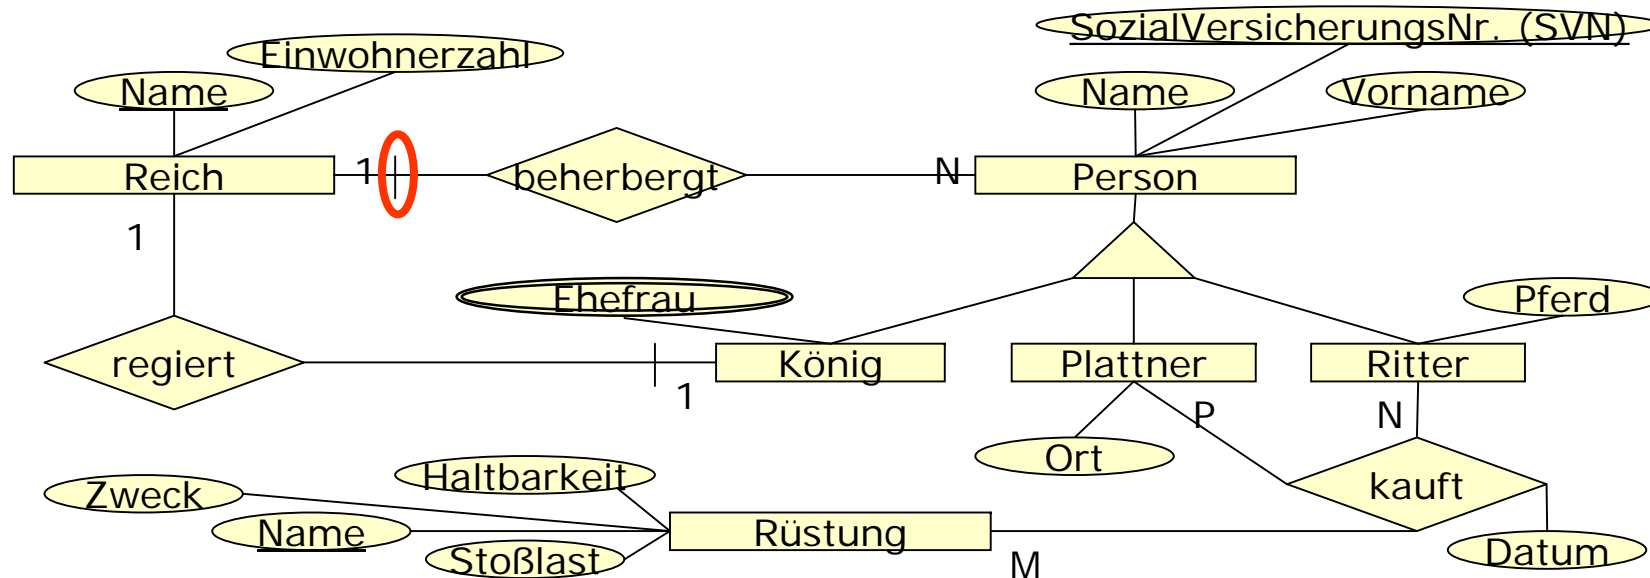 SozialVersicherungsNr. (SVN)
Einwohnerzahl
Name
Name
Vorname
1
N
Reich
beherbergt
Person
1
Ehefrau
Pferd
regiert
König
Plattner
Ritter
1
P
N
Ort
Haltbarkeit
Zweck
kauft
Name
Rüstung
Stoßlast
Datum
M